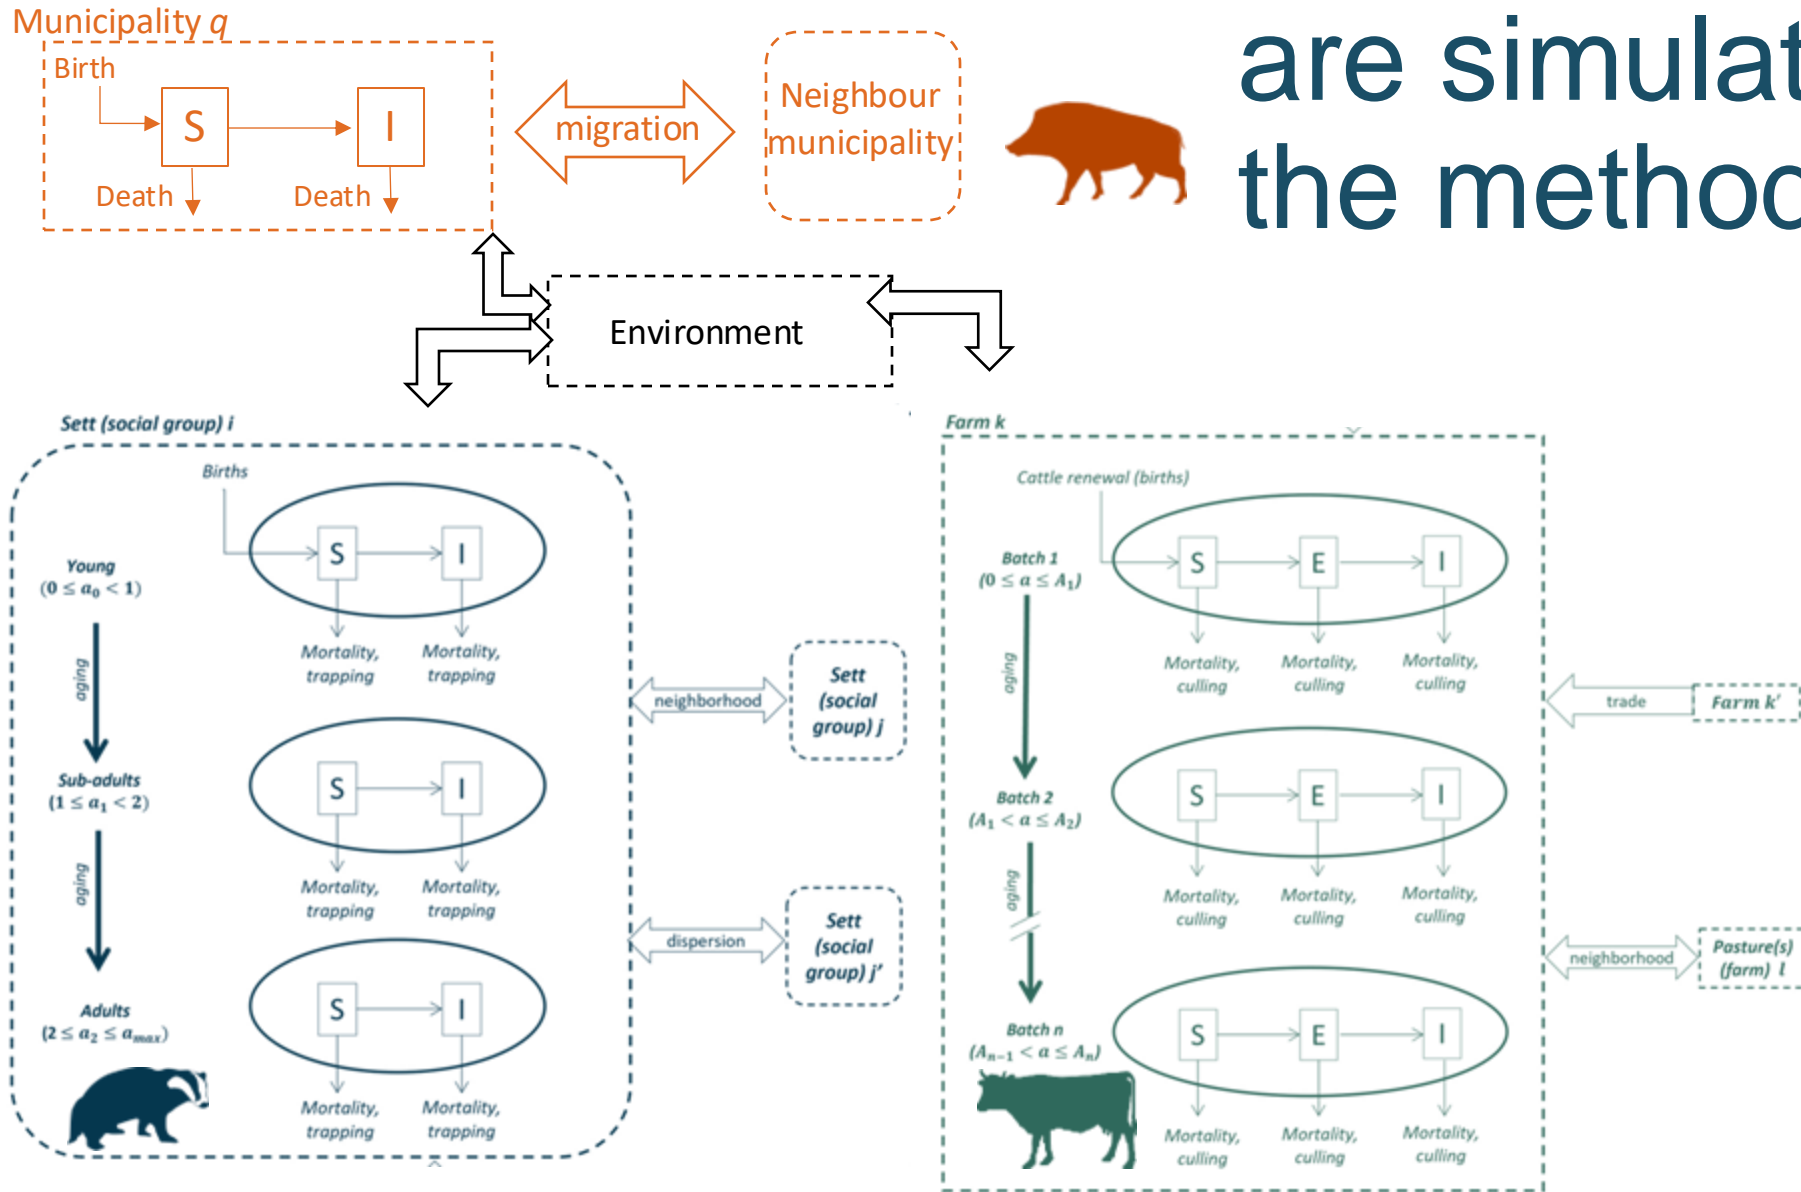 Municipality q
Birth
S
I
Death
Death
migration
Neighbour
municipality
are simulat
the method
Environment
Sett (social group) i
Births
Young
(0 ≤ a₀ < 1)
S
I
Mortality,
trapping
Mortality,
trapping
aging
Sub-adults
(1 ≤ a₁ < 2)
S
I
Mortality,
trapping
Mortality,
trapping
aging
Adults
(2 ≤ a₂ ≤ aₘₐₓ)
S
I
Mortality,
trapping
Mortality,
trapping
neighborhood
Sett
(social
group) j
dispersion
Sett
(social
group) j'
Farm k
Cattle renewal (births)
Batch 1
(0 ≤ a ≤ A₁)
S
E
I
Mortality,
culling
Mortality,
culling
Mortality,
culling
aging
Batch 2
(A₁ < a ≤ A₂)
S
E
I
Mortality,
culling
Mortality,
culling
Mortality,
culling
aging
Batch n
(Aₙ₋₁ < a ≤ Aₙ)
S
E
I
Mortality,
culling
Mortality,
culling
Mortality,
culling
trade
Farm k'
neighborhood
Pasture(s)
(farm) l